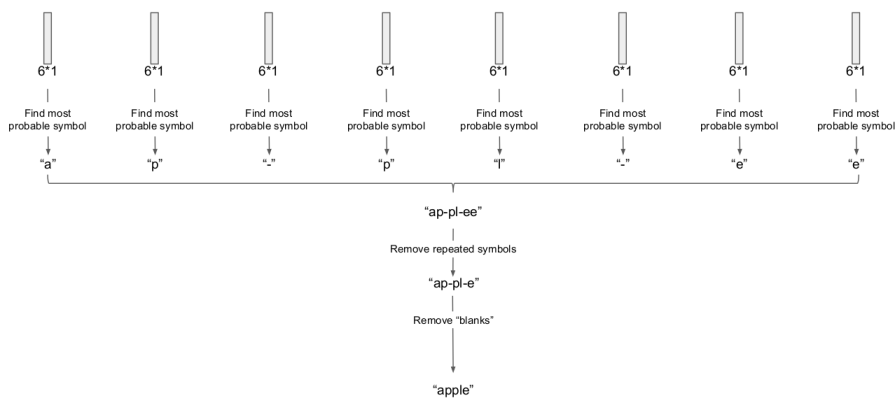 6*1 6*1 6*1 6*1 6*1 6*1 6*1 6*1
Find most Find most Find most Find most Find most Find most Find most Find most
probable symbol probable symbol probable symbol probable symbol probable symbol probable symbol probable symbol probable symbol
“a” “p” “-” “p” “l” “-” “e” “e”
“ap-pl-ee”
Remove repeated symbols
“ap-pl-e”
Remove “blanks”
“apple”